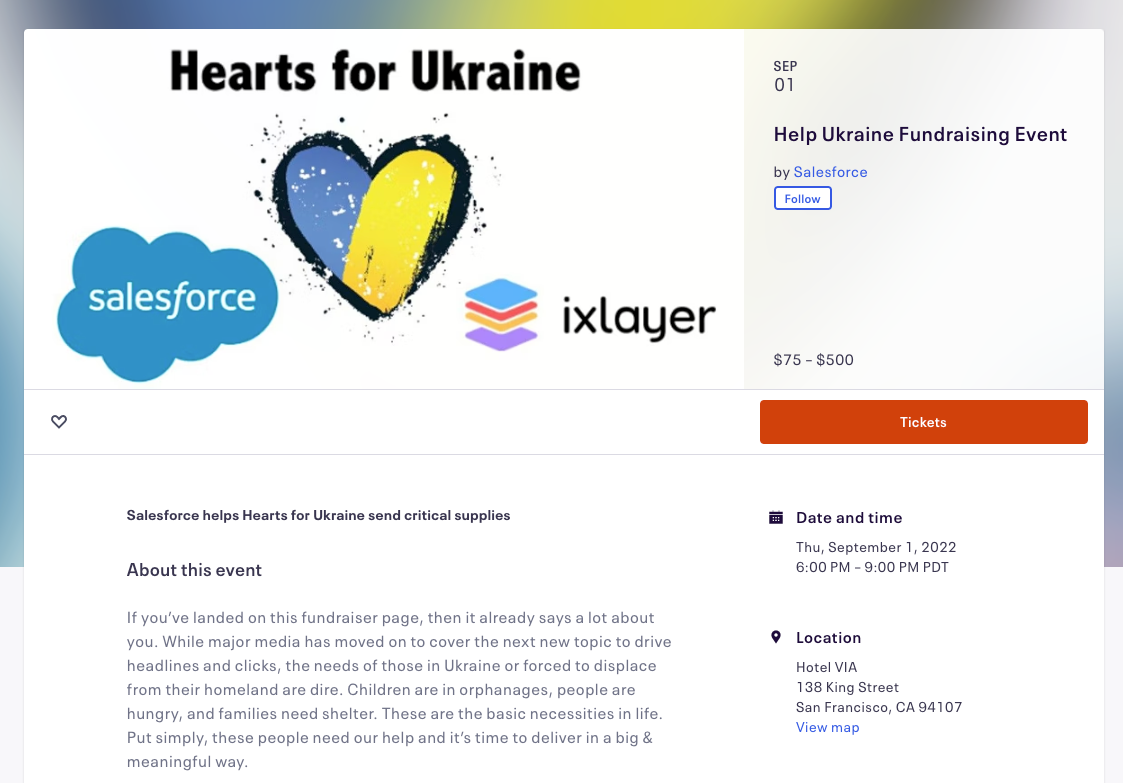 Hearts for Ukraine
salesforce
ixlayer
SEP
01
Help Ukraine Fundraising Event
by Salesforce
Follow
$75 – $500
Tickets
Salesforce helps Hearts for Ukraine send critical supplies
About this event
If you’ve landed on this fundraiser page, then it already says a lot about
you. While major media has moved on to cover the next new topic to drive
headlines and clicks, the needs of those in Ukraine or forced to displace
from their homeland are dire. Children are in orphanages, people are
hungry, and families need shelter. These are the basic necessities in life.
Put simply, these people need our help and it’s time to deliver in a big &
meaningful way.
Date and time
Thu, September 1, 2022
6:00 PM – 9:00 PM PDT
Location
Hotel VIA
138 King Street
San Francisco, CA 94107
View map